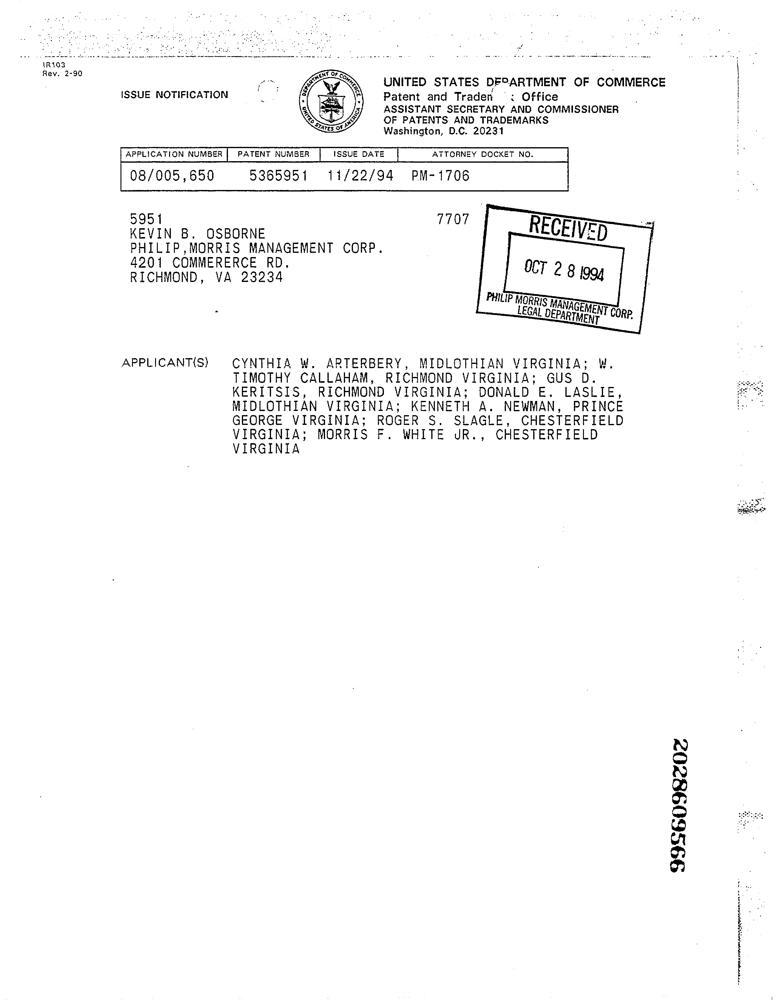 IR103
Rev. 2-90
ISSUE NOTIFICATION
UNITED STATES DEPARTMENT OF COMMERCE
Patent and Office
ASSISTANT SECRETARY AND COMMISSIONER
OF PATENTS AND TRADEMARKS
Washington, D.C. 20231
DEPARTMENT OF COMMERCE
UNITED STATES OF AMERICA
APPLICATION NUMBER PATENT NUMBER ISSUE DATE ATTORNEY DOCKET NO.
08/005,650 5365951 11/22/94 PM-1706
5951 7707
KEVIN B. OSBORNE
PHILIP,MORRIS MANAGEMENT CORP.
4201 COMMERERCE RD.
RICHMOND, VA 23234
RECEIVED
OCT 28 1994
PHILIP MORRIS MANAGEMENT CORP.
LEGAL DEPARTMENT
APPLICANT(S) CYNTHIA W. ARTERBERY, MIDLOTHIAN VIRGINIA; W.
TIMOTHY CALLAHAM, RICHMOND VIRGINIA; GUS D.
KERITSIS, RICHMOND VIRGINIA; DONALD E. LASLIE,
MIDLOTHIAN VIRGINIA; KENNETH A. NEWMAN, PRINCE
GEORGE VIRGINIA; ROGER S. SLAGLE, CHESTERFIELD
VIRGINIA; MORRIS F. WHITE JR., CHESTERFIELD
VIRGINIA
2028609566